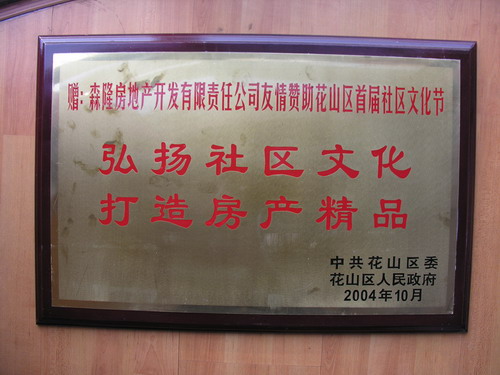 赠：森隆房地产开发有限责任公司友情赞助花山区首届社区文化节
弘扬社区文化
打造房产精品
中共花山区委
花山区人民政府
2004年10月